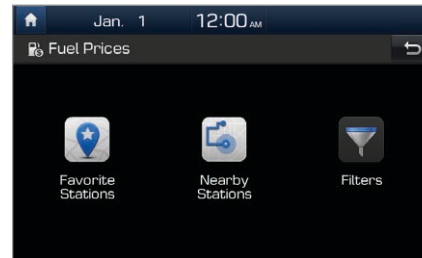 Jan. 1 12:00 AM
Fuel Prices
Favorite
Stations
Nearby
Stations
Filters